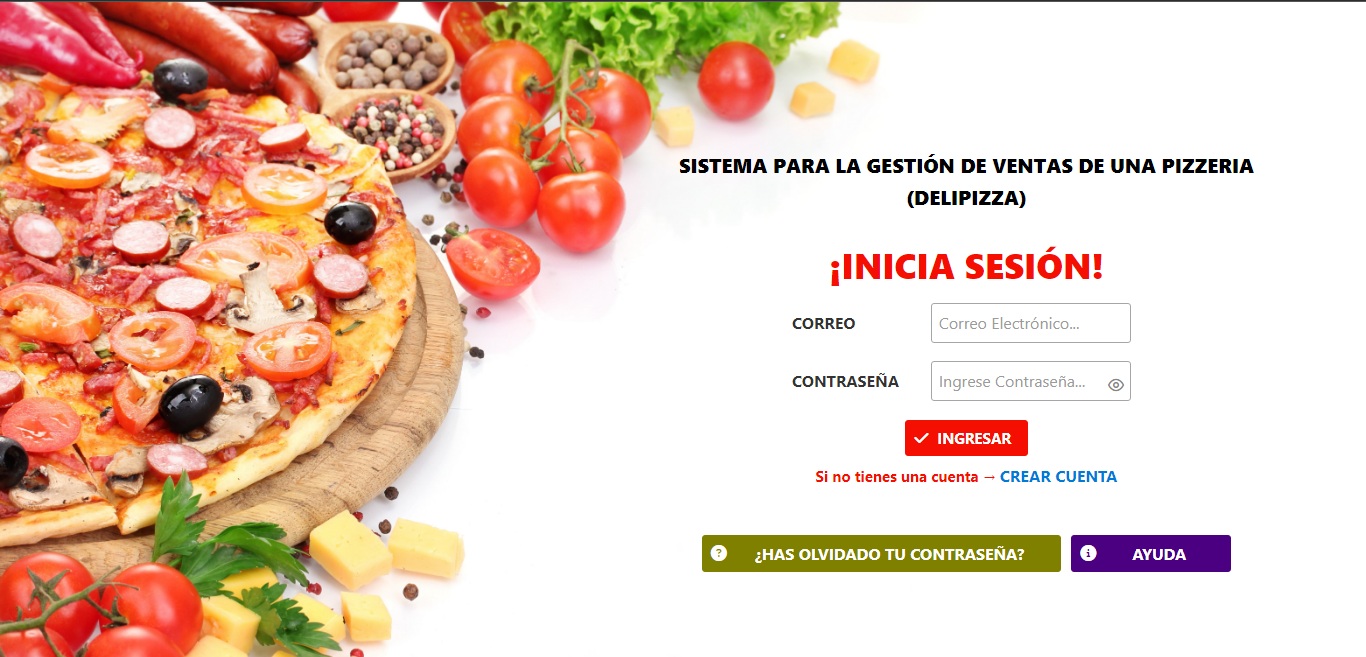 SISTEMA PARA LA GESTIÓN DE VENTAS DE UNA PIZZERIA
(DELIPIZZA)
¡INICIA SESIÓN!
CORREO
Correo Electrónico...
CONTRASEÑA
Ingrese Contraseña...
INGRESAR
Si no tienes una cuenta → CREAR CUENTA
¿HAS OLVIDADO TU CONTRASEÑA?
AYUDA